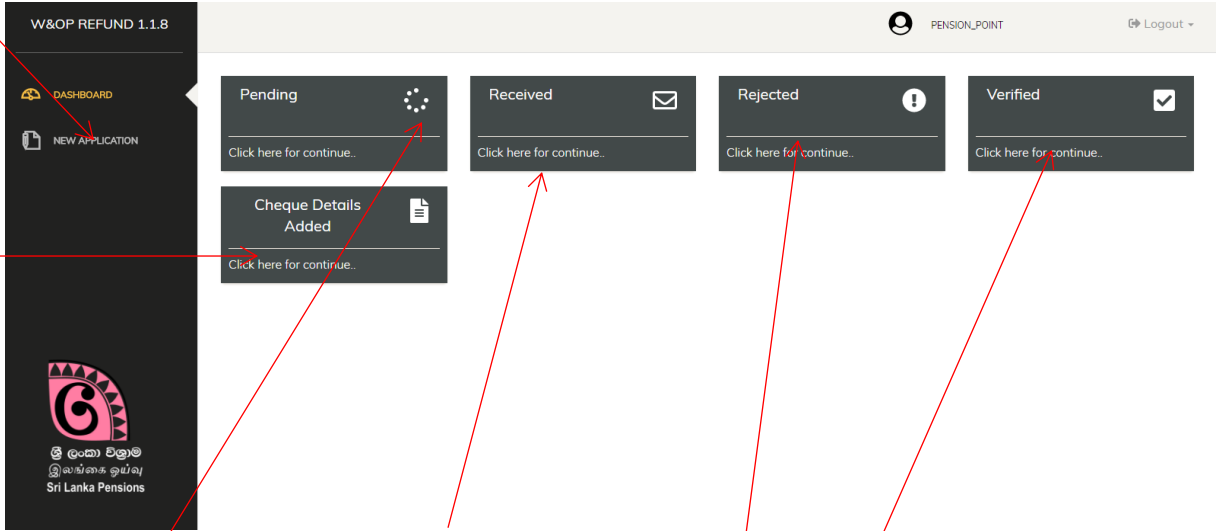 W&OP REFUND 1.1.8
PENSION_POINT
Logout
DASHBOARD
NEW APPLICATION
Pending
Click here for continue..
Received
Click here for continue..
Rejected
Click here for continue..
Verified
Click here for continue..
Cheque Details
Added
Click here for continue..
ශ්‍රී ලංකා විශ්‍රාම
இலங்கை ஓய்வு
Sri Lanka Pensions